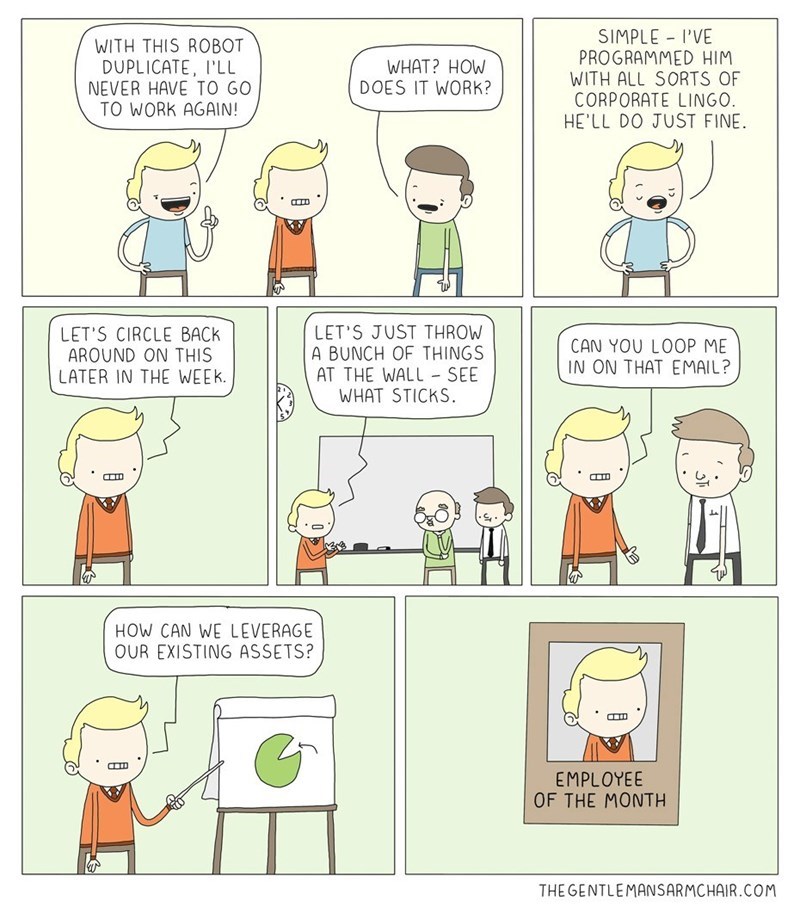 WITH THIS ROBOT
DUPLICATE, I'LL
NEVER HAVE TO GO
TO WORK AGAIN!
WHAT? HOW
DOES IT WORK?
SIMPLE – I'VE
PROGRAMMED HIM
WITH ALL SORTS OF
CORPORATE LINGO.
HE'LL DO JUST FINE.
LET'S CIRCLE BACK
AROUND ON THIS
LATER IN THE WEEK.
LET'S JUST THROW
A BUNCH OF THINGS
AT THE WALL – SEE
WHAT STICKS.
CAN YOU LOOP ME
IN ON THAT EMAIL?
HOW CAN WE LEVERAGE
OUR EXISTING ASSETS?
EMPLOYEE
OF THE MONTH
THEGENTLEMANSARMCHAIR.COM